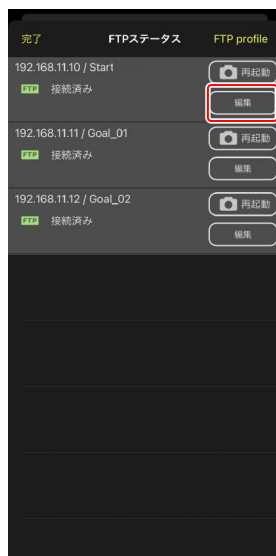 完了 FTPステータス FTP profile
192.168.11.10 / Start
再起動
FTP 接続済み
編集
192.168.11.11 / Goal_01
再起動
FTP 接続済み
編集
192.168.11.12 / Goal_02
再起動
FTP 接続済み
編集